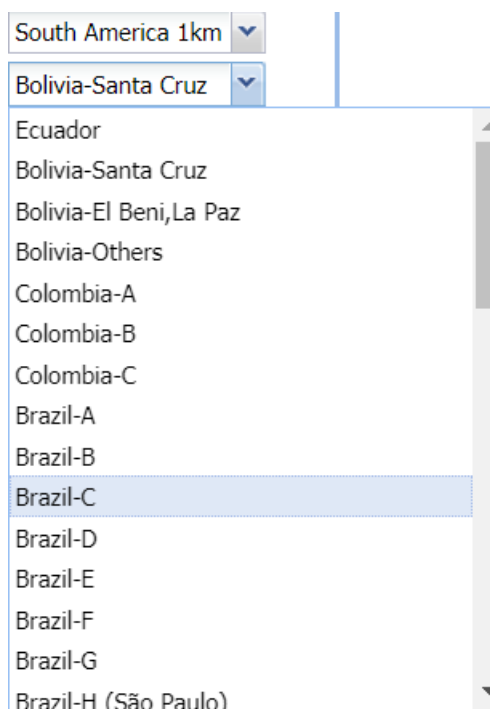 South America 1km
Bolivia-Santa Cruz
Ecuador
Bolivia-Santa Cruz
Bolivia-El Beni,La Paz
Bolivia-Others
Colombia-A
Colombia-B
Colombia-C
Brazil-A
Brazil-B
Brazil-C
Brazil-D
Brazil-E
Brazil-F
Brazil-G
Brazil-H (São Paulo)